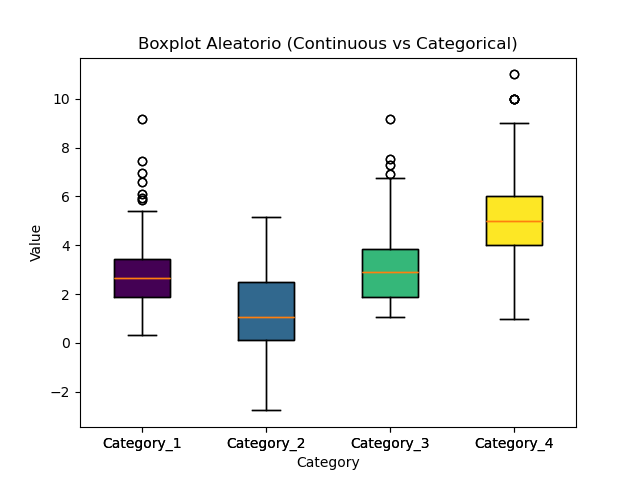 Boxplot Aleatorio (Continuous vs Categorical)
10
8
6
4
2
0
−2
Value
Category_1
Category_2
Category_3
Category_4
Category